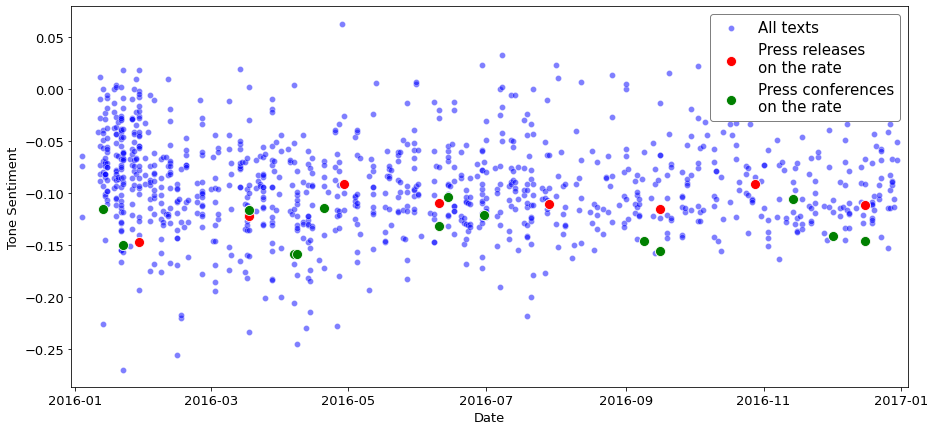 All texts
Press releases
on the rate
Press conferences
on the rate
Tone Sentiment
0.05
0.00
−0.05
−0.10
−0.15
−0.20
−0.25
2016-01
2016-03
2016-05
2016-07
2016-09
2016-11
2017-01
Date